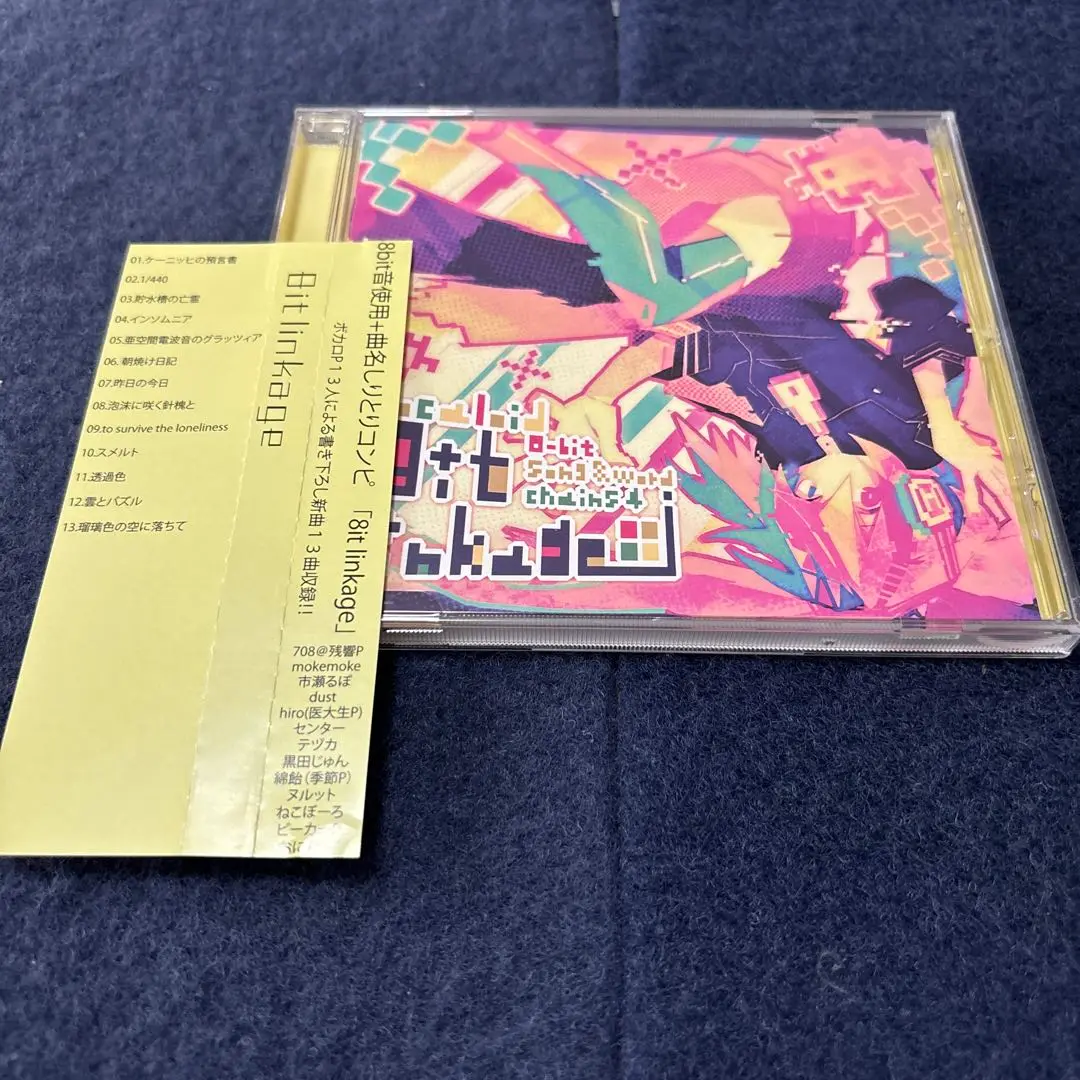 01.ケーニッヒの預言書
02.1/440
03.貯水槽の亡霊
04.インソムニア
05.亜空間電波音のグラッツィア
06.朝焼け日記
07.昨日の今日
08.泡沫に咲く針槐と
09.to survive the loneliness
10.スメルト
11.透過色
12.雲とパズル
13.瑠璃色の空に落ちて
8it linkage
8bit音使用+曲名しりとりコンピ 「8it linkage」
ボカロP13人による書き下ろし新曲13曲収録!!
708@残響P
mokemoke
市瀬るぽ
dust
hiro(医大生P)
センター
テヅカ
黒田じゅん
綿飴(季節P)
ヌルット
ねこぼーろ
ビーカー
8-bit
song&word
chains+